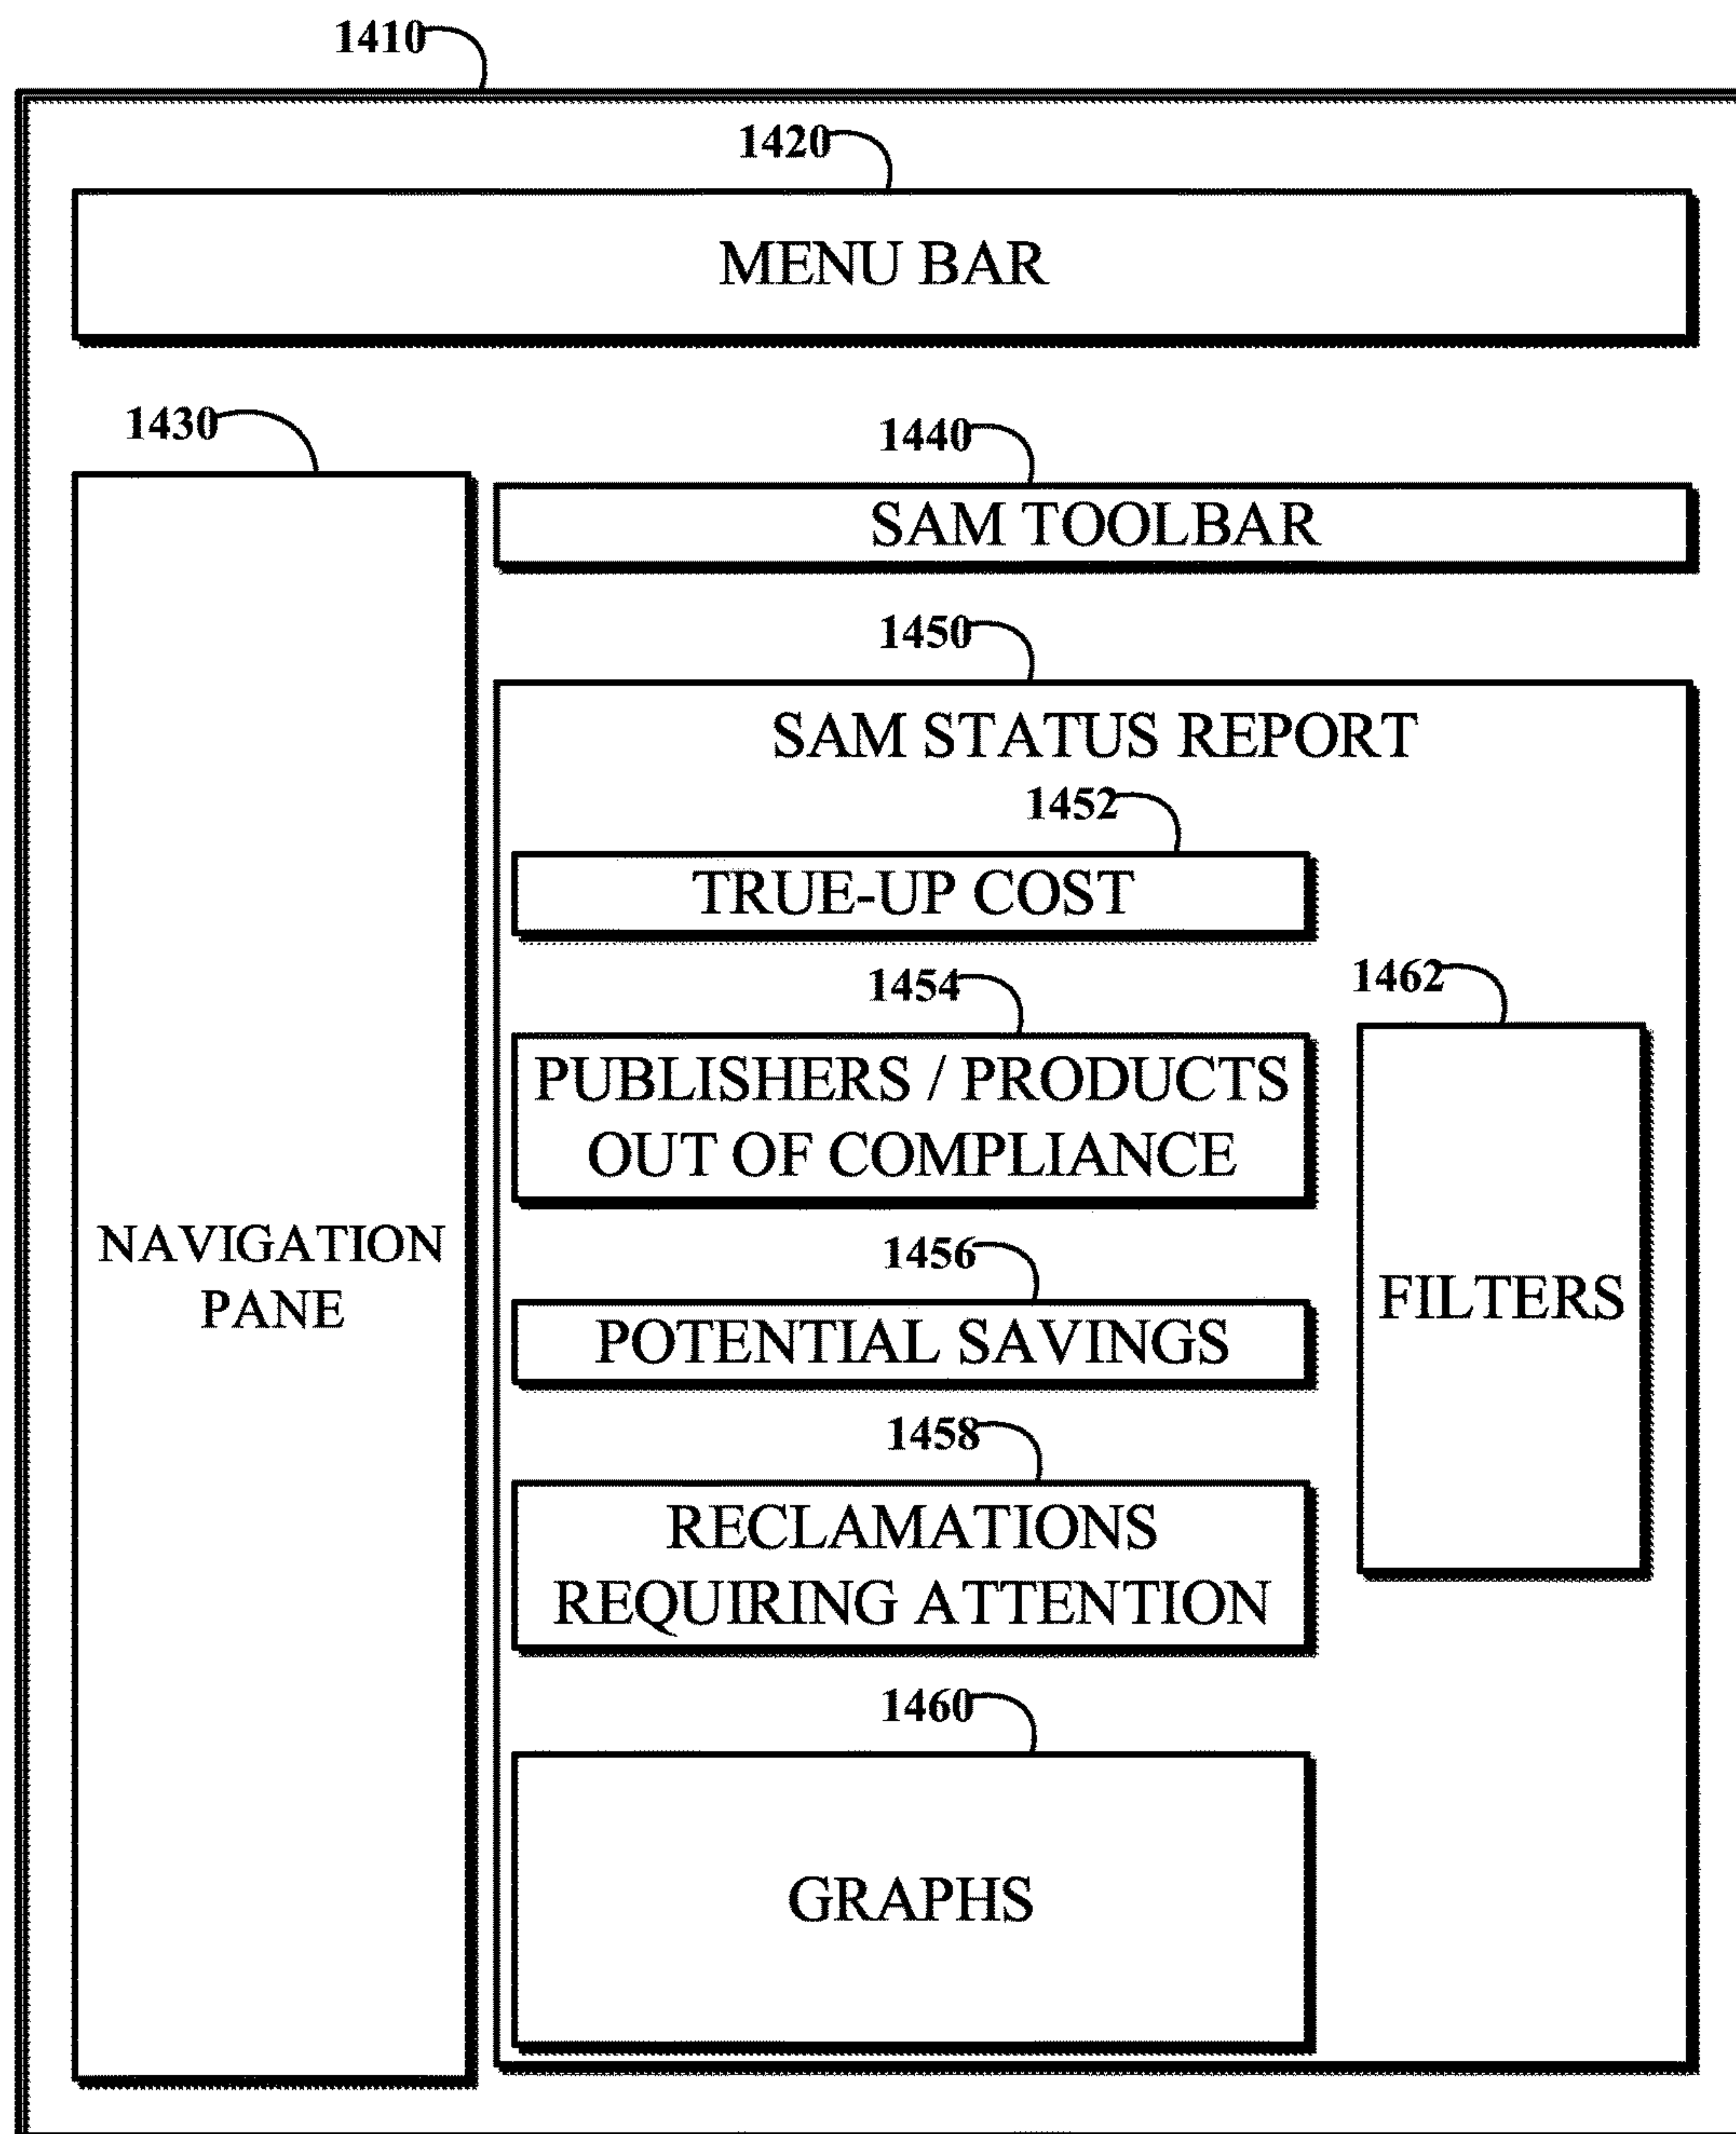 1410
1420
MENU BAR
1430
1440
SAM TOOLBAR
1450
SAM STATUS REPORT
1452
TRUE-UP COST
1454
1462
PUBLISHERS / PRODUCTS
OUT OF COMPLIANCE
NAVIGATION
PANE
1456
FILTERS
POTENTIAL SAVINGS
1458
RECLAMATIONS
REQUIRING ATTENTION
1460
GRAPHS